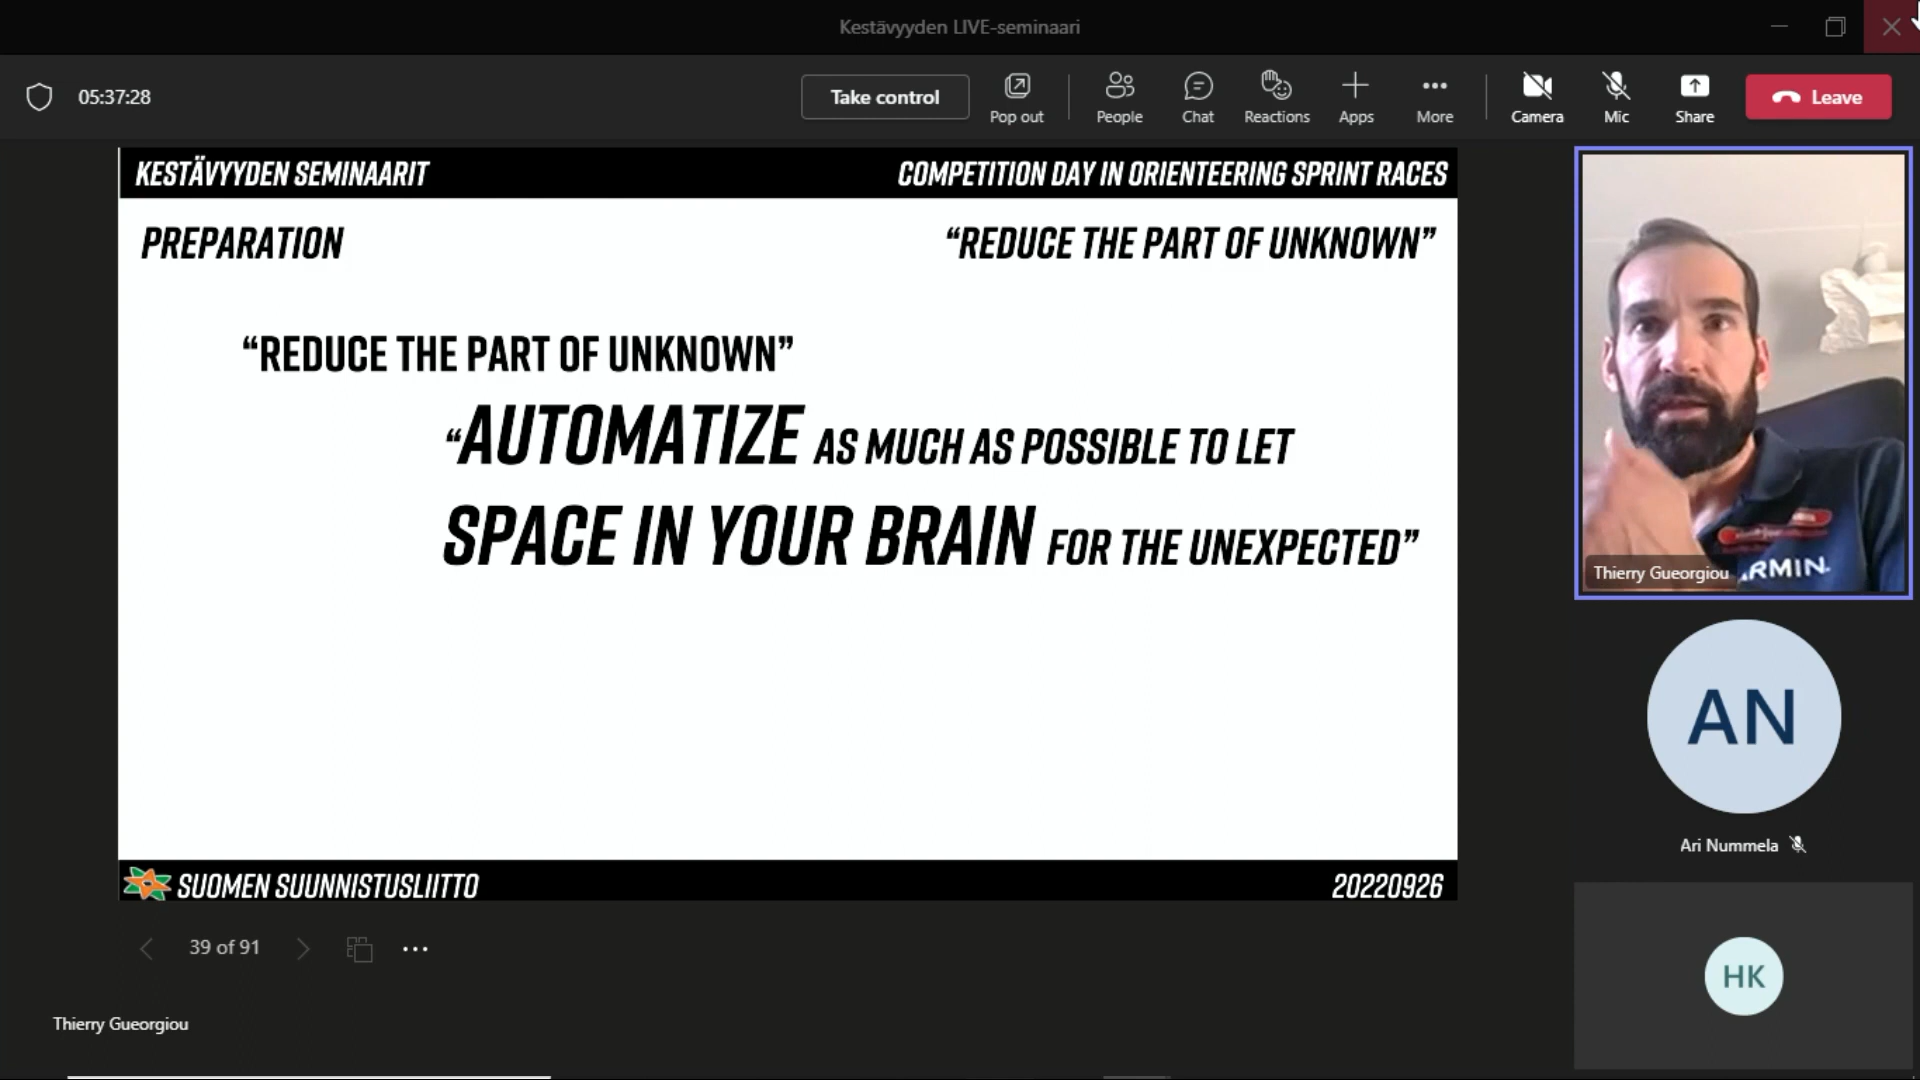 Kestävyyden LIVE-seminaari
05:37:28
Take control
Pop out
People
Chat
Reactions
Apps
More
Camera
Mic
Share
Leave
KESTÄVYYDEN SEMINAARIT
COMPETITION DAY IN ORIENTEERING SPRINT RACES
PREPARATION
“REDUCE THE PART OF UNKNOWN”
“REDUCE THE PART OF UNKNOWN”
“AUTOMATIZE AS MUCH AS POSSIBLE TO LET
SPACE IN YOUR BRAIN FOR THE UNEXPECTED”
SUOMEN SUUNNISTUSLIITTO
20220926
39 of 91
Thierry Gueorgiou
Thierry Gueorgiou
ARMIN
AN
Ari Nummela
HK